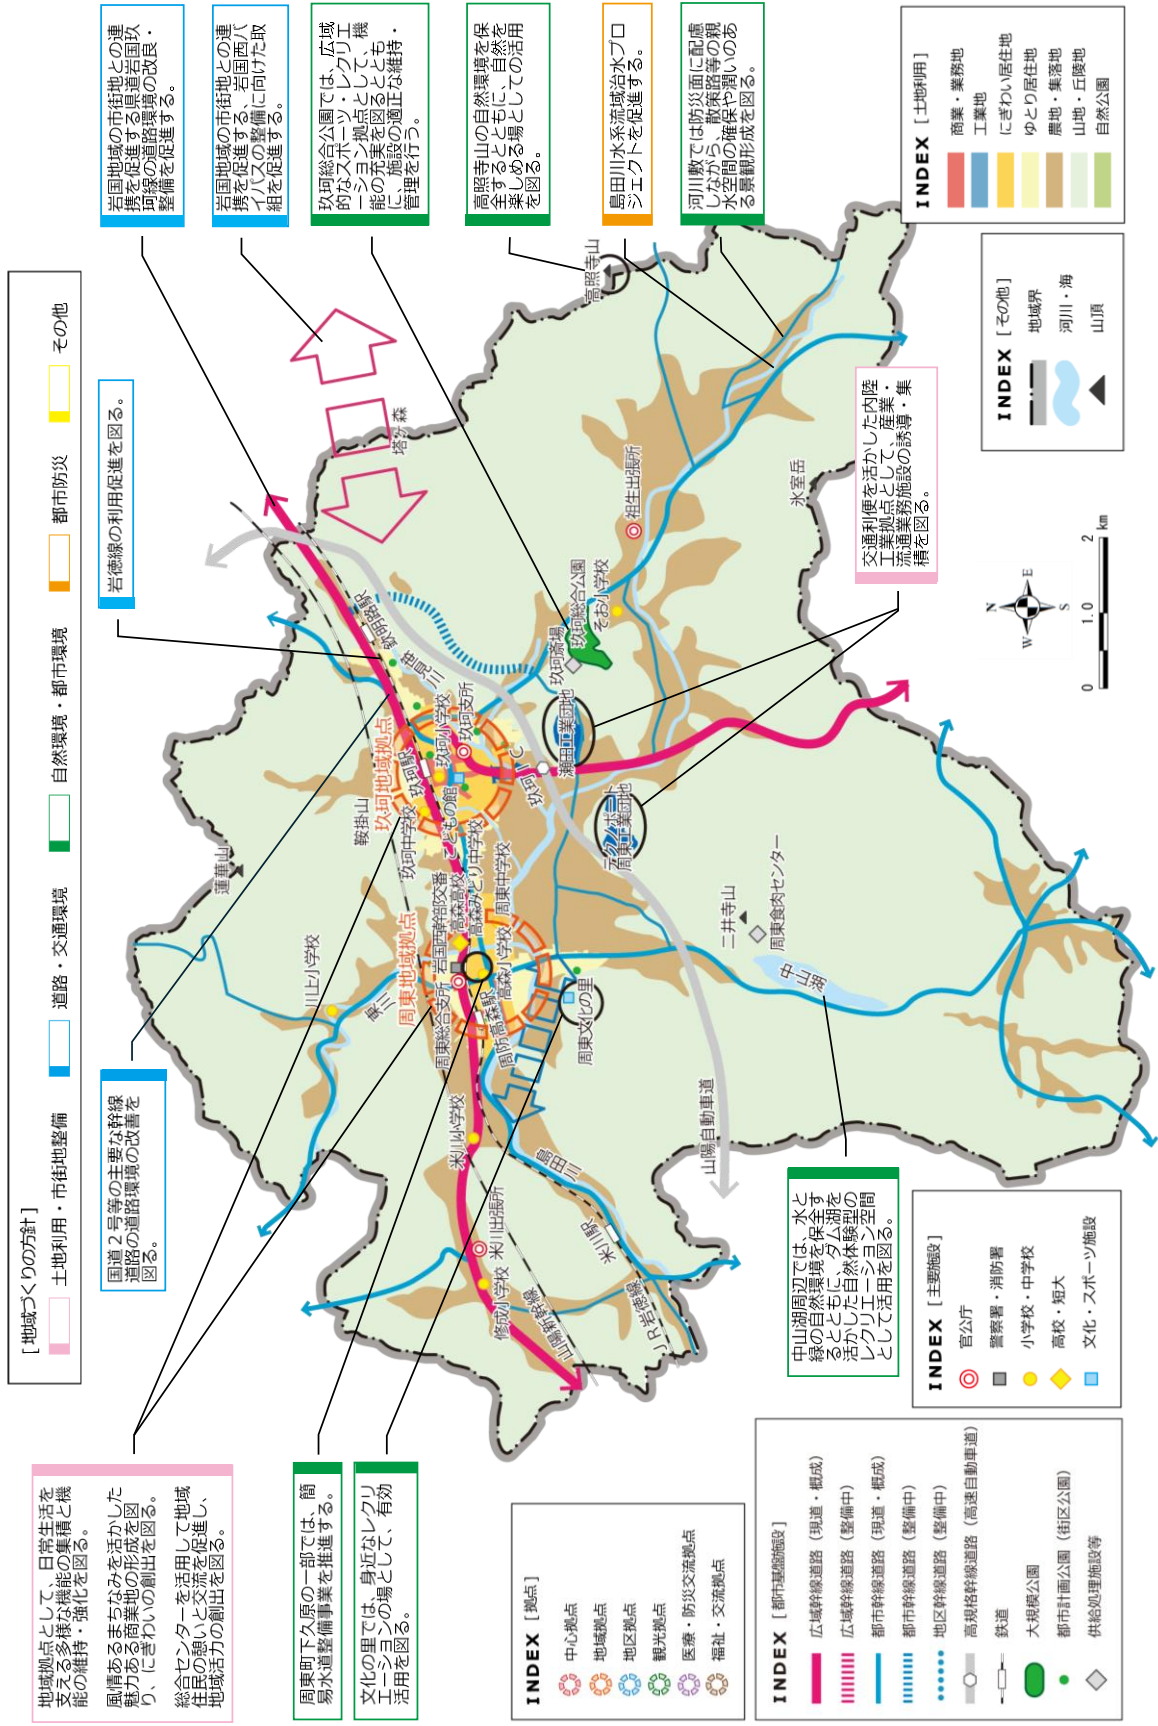 [ 地域づくりの方針 ]
土地利用・市街地整備
道路・交通環境
自然環境・都市環境
都市防災
その他
地域拠点として、日常生活を
支える多様な機能の集積と機
能の維持・強化を図る。
風情あるまちなみを活かした
魅力ある商業地の形成を図
り、にぎわいの創出を図る。
総合センターを活用して地域
住民の憩いと交流を促進し、
地域活力の創出を図る。
国道２号等の主要な幹線
道路の道路環境の改善を
図る。
岩徳線の利用促進を図る。
岩国地域の市街地との連
携を促進する県道岩国玖
珂線の道路環境の改良・
整備を促進する。
岩国地域の市街地との連
携を促進する、岩国西バ
イパスの整備に向けた取
組を促進する。
玖珂総合公園では、広域
的なスポーツ・レクリエ
ーション拠点として、機
能の充実を図るととも
に、施設の適正な維持・
管理を行う。
高照寺山の自然環境を保
全するとともに、自然を
楽しめる場としての活用
を図る。
島田川水系流域治水プロ
ジェクトを促進する。
河川敷では防災面に配慮
しながら、散策路等の親
水空間の確保や潤いのあ
る景観形成を図る。
周東町下久原の一部では、簡
易水道整備事業を推進する。
文化の里では、身近なレクリ
エーションの場として、有効
活用を図る。
中山湖周辺では、水と
緑の自然環境を保全す
るとともに、ダム湖を
活かした自然体験型の
レクリエーション空間
として活用を図る。
交通利便を活かした内陸
工業拠点として、産業・
流通業務施設の誘導・集
積を図る。
蓮華山
鞍掛山
川上小学校
東川
周東地域拠点
玖珂地域拠点
塔ヶ森
高照寺山
欽明路駅
笹見川
玖珂駅
玖珂小学校
玖珂支所
玖珂中学校
こどもの館
高森みどり中学校
高森高校
岩国西幹部交番
周東総合支所
周防高森駅
高森小学校
周東中学校
玖珂ＩＣ
瀬田工業団地
玖珂斎場
玖珂総合公園
そお小学校
祖生出張所
氷室岳
テクノポート
周東工業団地
二井寺山
周東食肉センター
中山湖
周東文化の里
米川小学校
島田川
米川出張所
修成小学校
米川駅
山陽新幹線
ＪＲ岩徳線
山陽自動車道
N
E
S
W
0
1.0
2
km
INDEX [ 拠点 ]
中心拠点
地域拠点
地区拠点
観光拠点
医療・防災交流拠点
福祉・交流拠点
INDEX [ 都市基盤施設 ]
広域幹線道路（現道・概成）
広域幹線道路（整備中）
都市幹線道路（現道・概成）
都市幹線道路（整備中）
地区幹線道路（整備中）
高規格幹線道路（高速自動車道）
鉄道
大規模公園
都市計画公園（街区公園）
供給処理施設等
INDEX [ 主要施設 ]
官公庁
警察署・消防署
小学校・中学校
高校・短大
文化・スポーツ施設
INDEX [ その他 ]
地域界
河川・海
山頂
INDEX [ 土地利用 ]
商業・業務地
工業地
にぎわい居住地
ゆとり居住地
農地・集落地
山地・丘陵地
自然公園